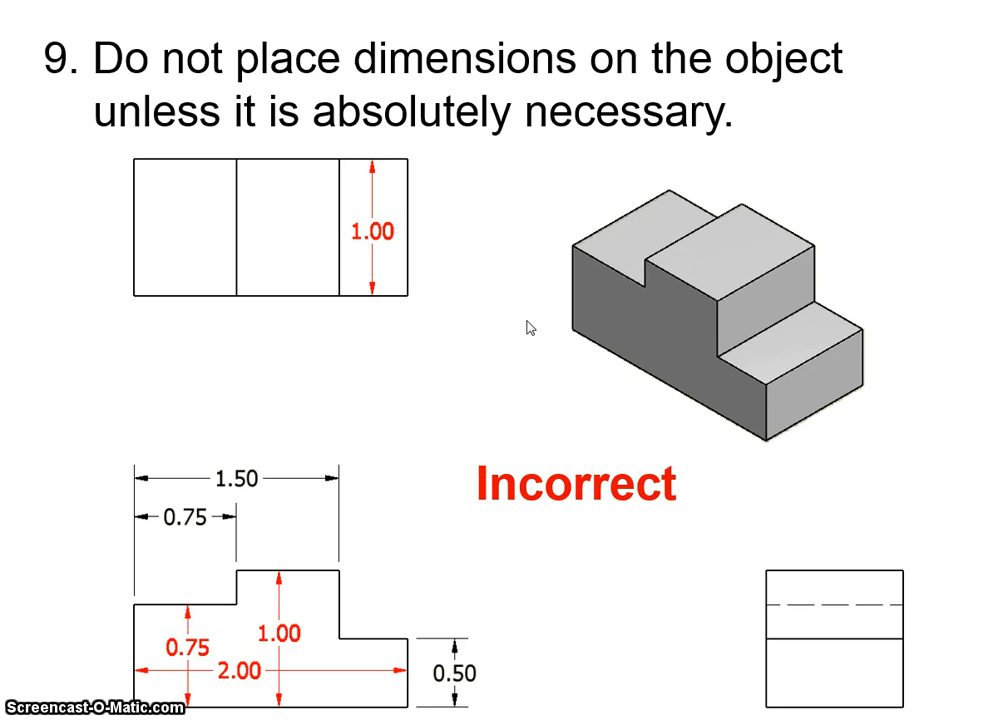 9. Do not place dimensions on the object
unless it is absolutely necessary.
1.00
Incorrect
1.50
0.75
0.75
1.00
2.00
0.50
Screencast-O-Matic.com